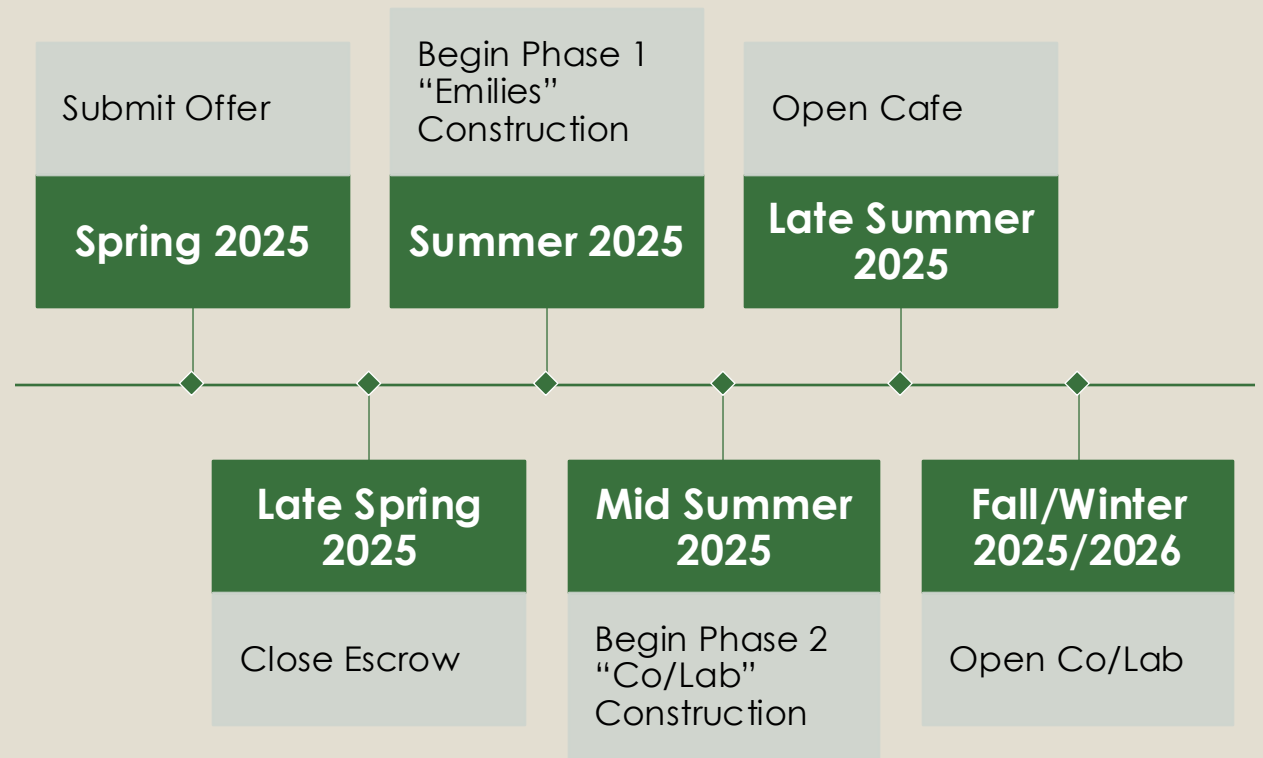 Submit Offer
Spring 2025
Begin Phase 1
“Emilies”
Construction
Summer 2025
Open Cafe
Late Summer
2025
Late Spring
2025
Close Escrow
Mid Summer
2025
Begin Phase 2
“Co/Lab”
Construction
Fall/Winter
2025/2026
Open Co/Lab